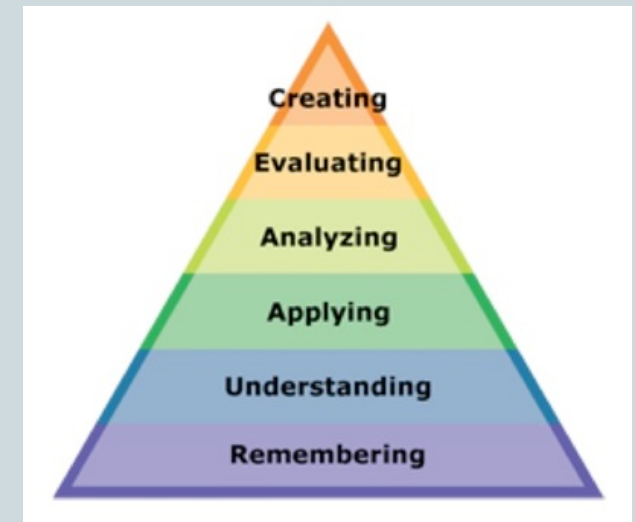 Creating
Evaluating
Analyzing
Applying
Understanding
Remembering